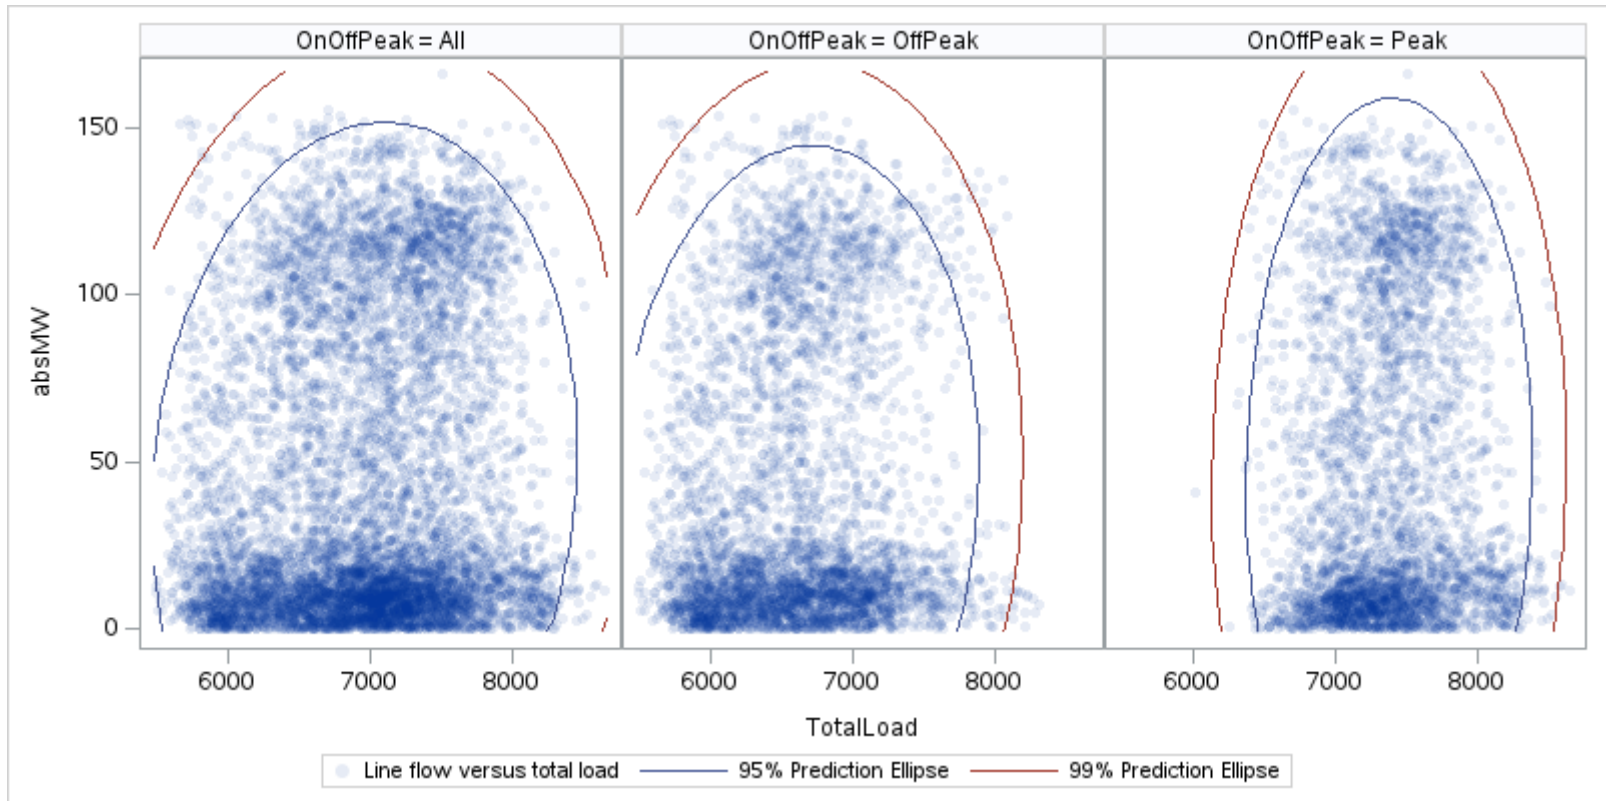 OnOffPeak = All
OnOffPeak = OffPeak
OnOffPeak = Peak
absMW
150
100
50
0
6000 7000 8000
6000 7000 8000
6000 7000 8000
TotalLoad
Line flow versus total load
95% Prediction Ellipse
99% Prediction Ellipse